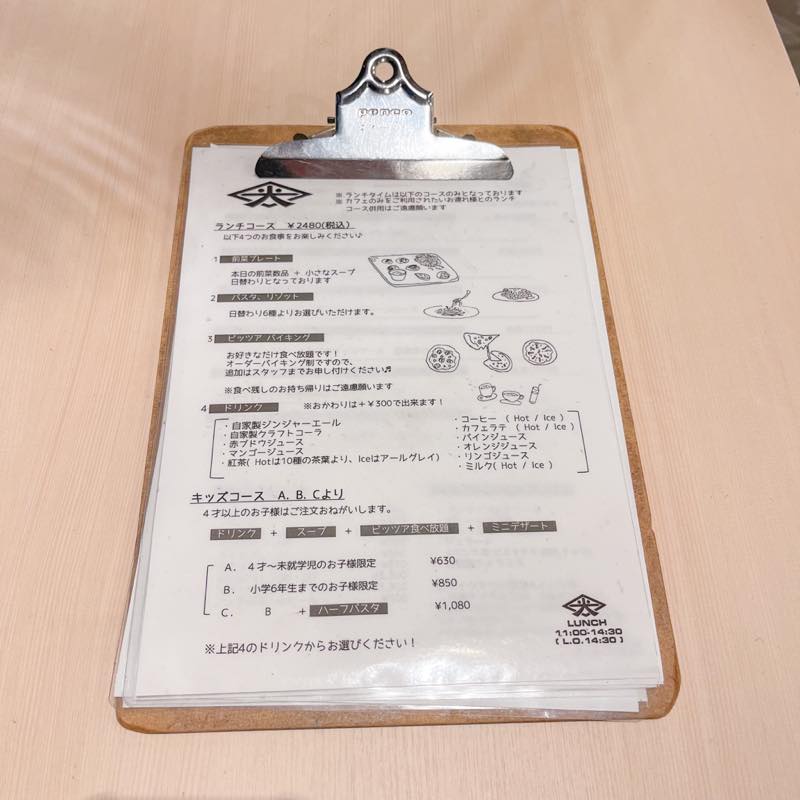 penco
※ ランチタイムは以下のコースのみとなっております
※ カフェのみをご利用されたいお連れ様とのランチ
コース併用はご遠慮願います
ランチコース ￥2480(税込)
以下4つのお食事をお楽しみください♪
1 前菜プレート
本日の前菜数品 + 小さなスープ
日替わりとなっております
2 パスタ、リゾット
日替わり6種よりお選びいただけます。
3 ピッツア バイキング
お好きなだけ食べ放題です！
オーダーバイキング制ですので、
追加はスタッフまでお申し付けください♬
※食べ残しのお持ち帰りはご遠慮願います
4 ドリンク ※おかわりは＋￥300で出来ます！
・自家製ジンジャーエール
・自家製クラフトコーラ
・赤ブドウジュース
・マンゴージュース
・紅茶( Hotは10種の茶葉より、Iceはアールグレイ)
・コーヒー ( Hot / Ice )
・カフェラテ ( Hot / Ice )
・パインジュース
・オレンジジュース
・リンゴジュース
・ミルク( Hot / Ice )
キッズコース A. B. Cより
4才以上のお子様はご注文おねがいします。
ドリンク + スープ + ピッツア食べ放題 + ミニデザート
A. 4才～未就学児のお子様限定 ¥630
B. 小学6年生までのお子様限定 ¥850
C. B + ハーフパスタ ¥1,080
※上記4のドリンクからお選びください！
LUNCH
11:00-14:30
( L.O.14:30 )